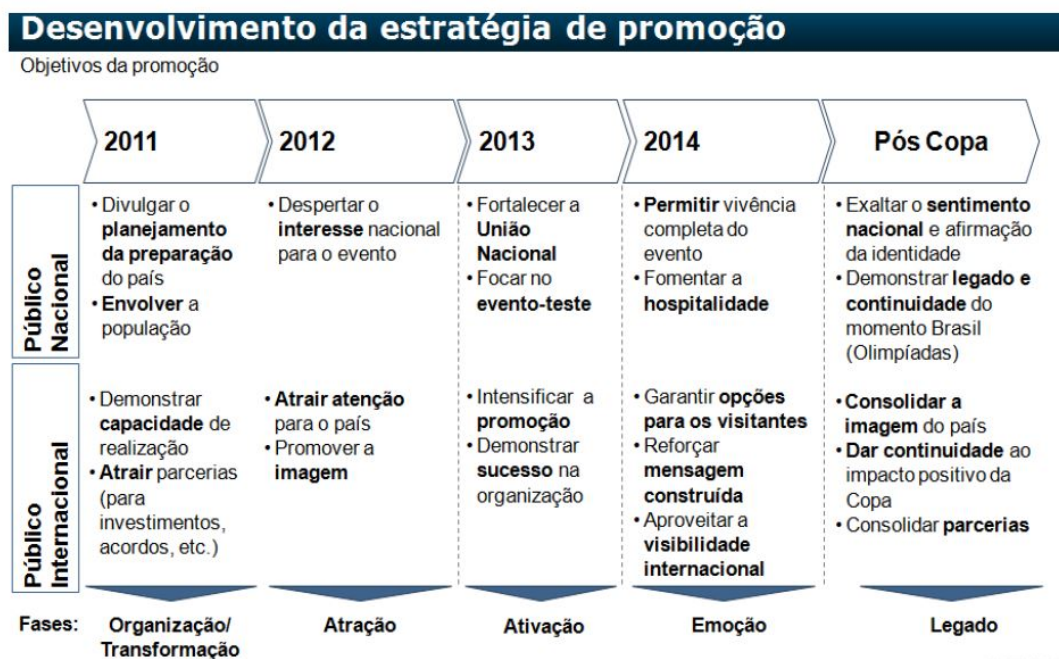 Desenvolvimento da estratégia de promoção
Objetivos da promoção
2011
2012
2013
2014
Pós Copa
Público
Nacional
• Divulgar o
planejamento
da preparação
do país
• Envolver a
população
• Despertar o
interesse nacional
para o evento
• Fortalecer a
União
Nacional
• Focar no
evento-teste
• Permitir vivência
completa do
evento
• Fomentar a
hospitalidade
• Exaltar o sentimento
nacional e afirmação
da identidade
• Demonstrar legado e
continuidade do
momento Brasil
(Olimpíadas)
Público
Internacional
• Demonstrar
capacidade de
realização
• Atrair parcerias
(para
investimentos,
acordos, etc.)
• Atrair atenção
para o país
• Promover a
imagem
• Intensificar a
promoção
• Demonstrar
sucesso na
organização
• Garantir opções
para os visitantes
• Reforçar
mensagem
construída
• Aproveitar a
visibilidade
internacional
• Consolidar a
imagem do país
• Dar continuidade ao
impacto positivo da
Copa
• Consolidar parcerias
Fases:
Organização/
Transformação
Atração
Ativação
Emoção
Legado